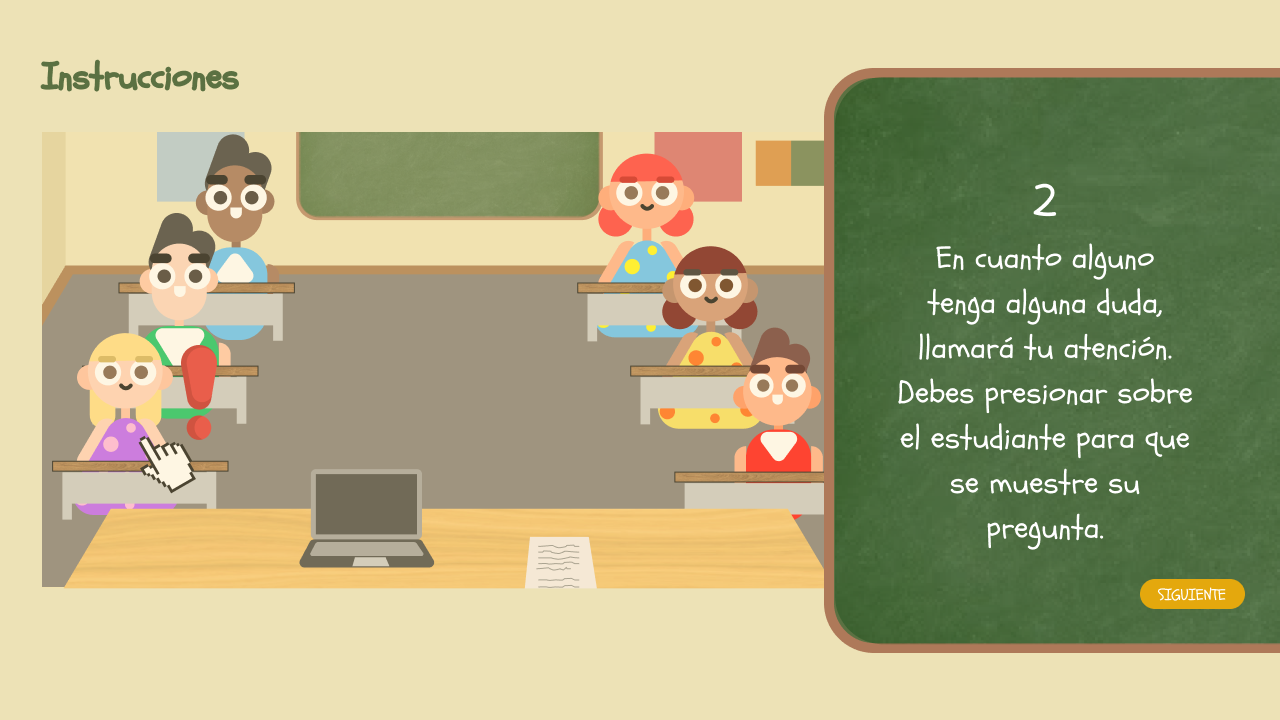 Instrucciones
2
En cuanto alguno
tenga alguna duda,
llamará tu atención.
Debes presionar sobre
el estudiante para que
se muestre su
pregunta.
SIGUIENTE